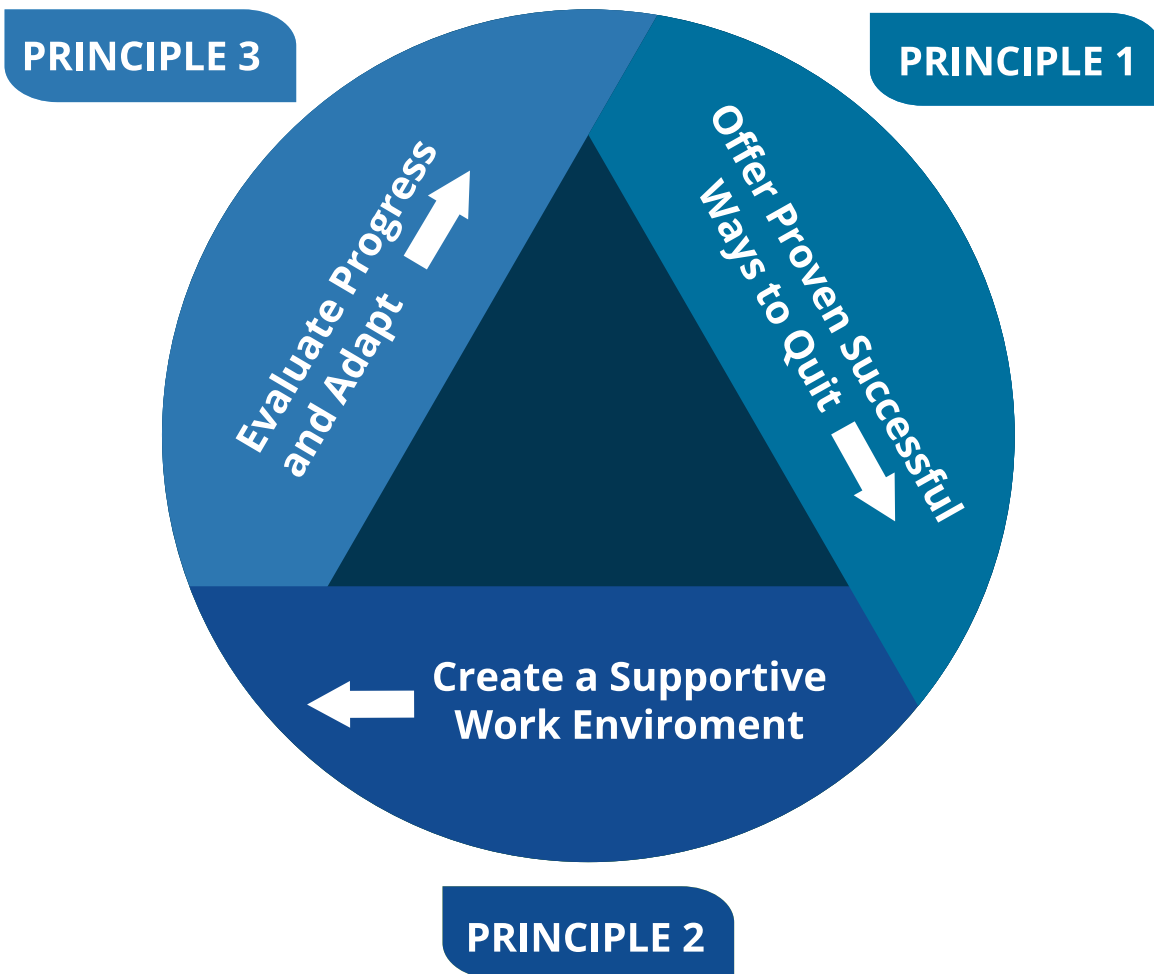 PRINCIPLE 3
PRINCIPLE 1
Offer Proven Successful
Ways to Quit
Evaluate Progress
and Adapt
Create a Supportive
Work Enviroment
PRINCIPLE 2